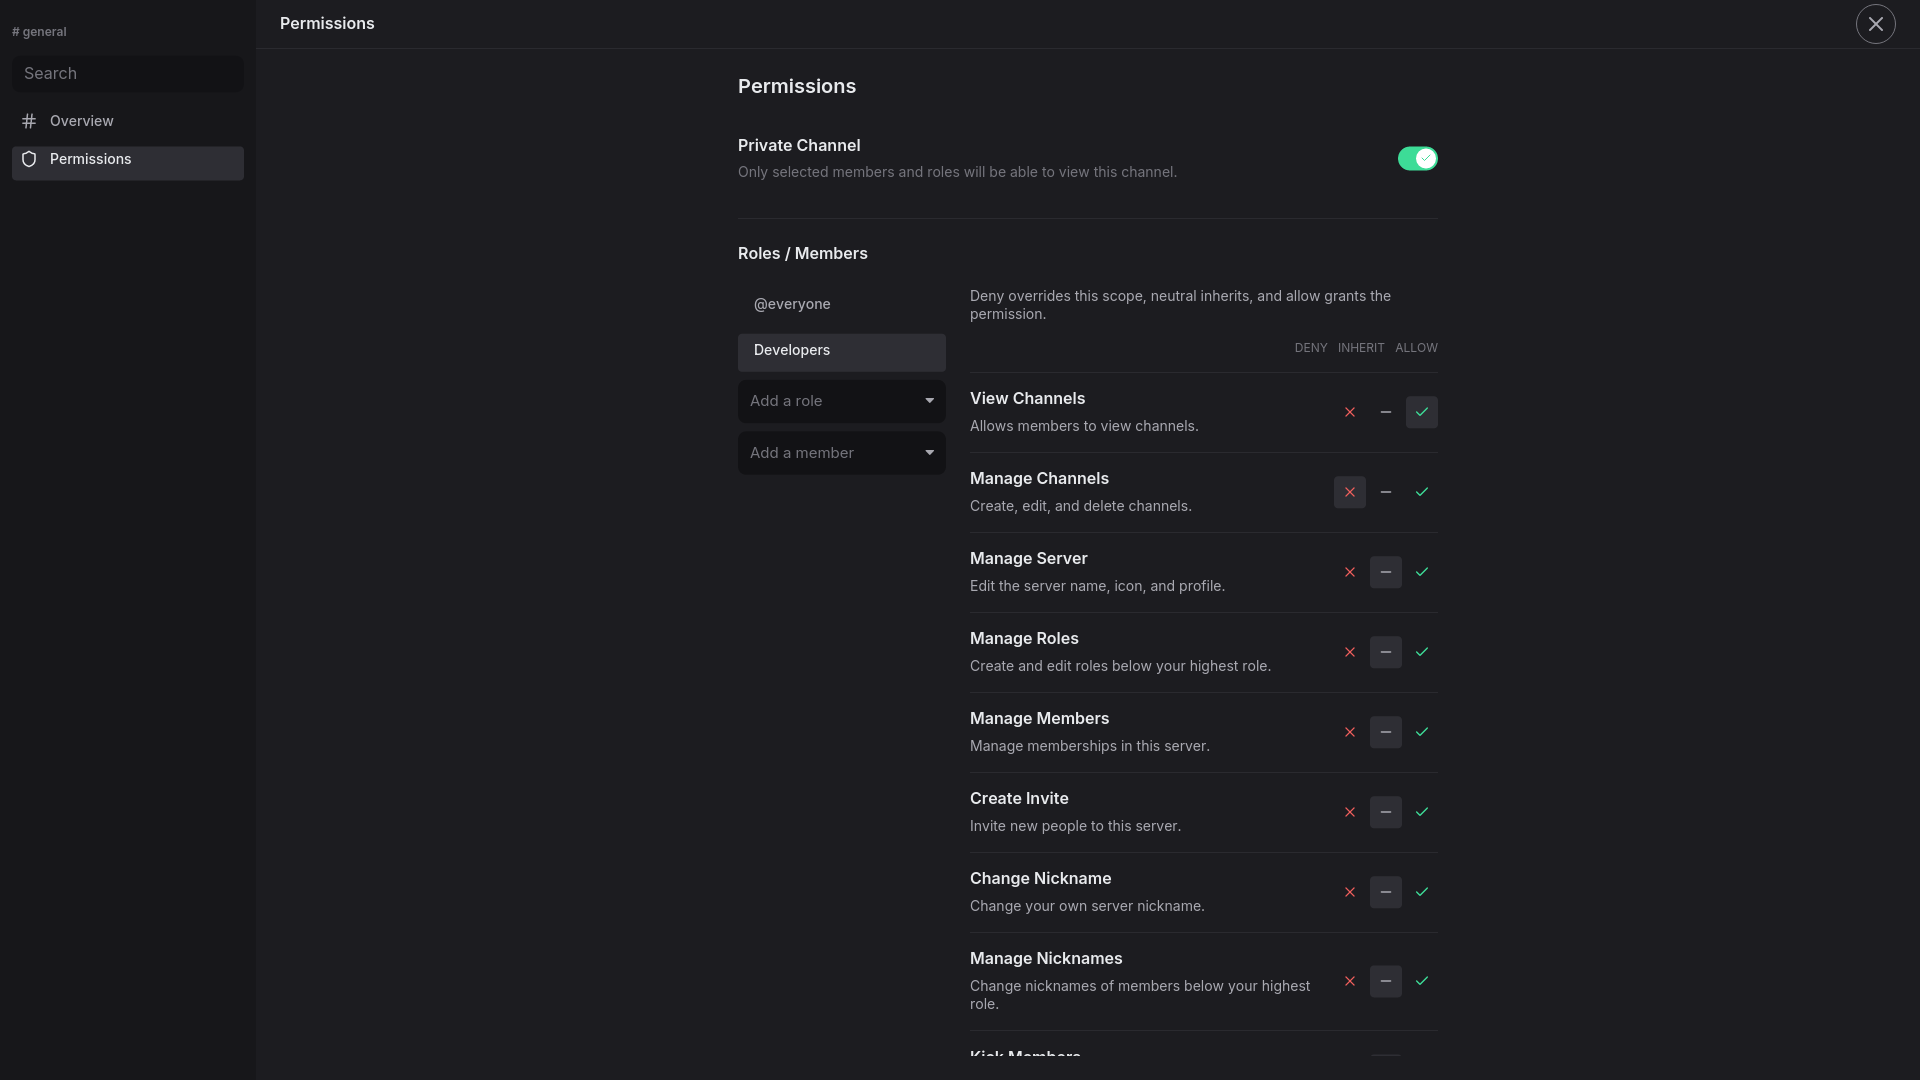 # general
Search
Overview
Permissions
Permissions
Permissions
Private Channel
Only selected members and roles will be able to view this channel.
Roles / Members
@everyone
Developers
Add a role
Add a member
Deny overrides this scope, neutral inherits, and allow grants the
permission.
DENY INHERIT ALLOW
View Channels
Allows members to view channels.
Manage Channels
Create, edit, and delete channels.
Manage Server
Edit the server name, icon, and profile.
Manage Roles
Create and edit roles below your highest role.
Manage Members
Manage memberships in this server.
Create Invite
Invite new people to this server.
Change Nickname
Change your own server nickname.
Manage Nicknames
Change nicknames of members below your highest
role.
Kick Members